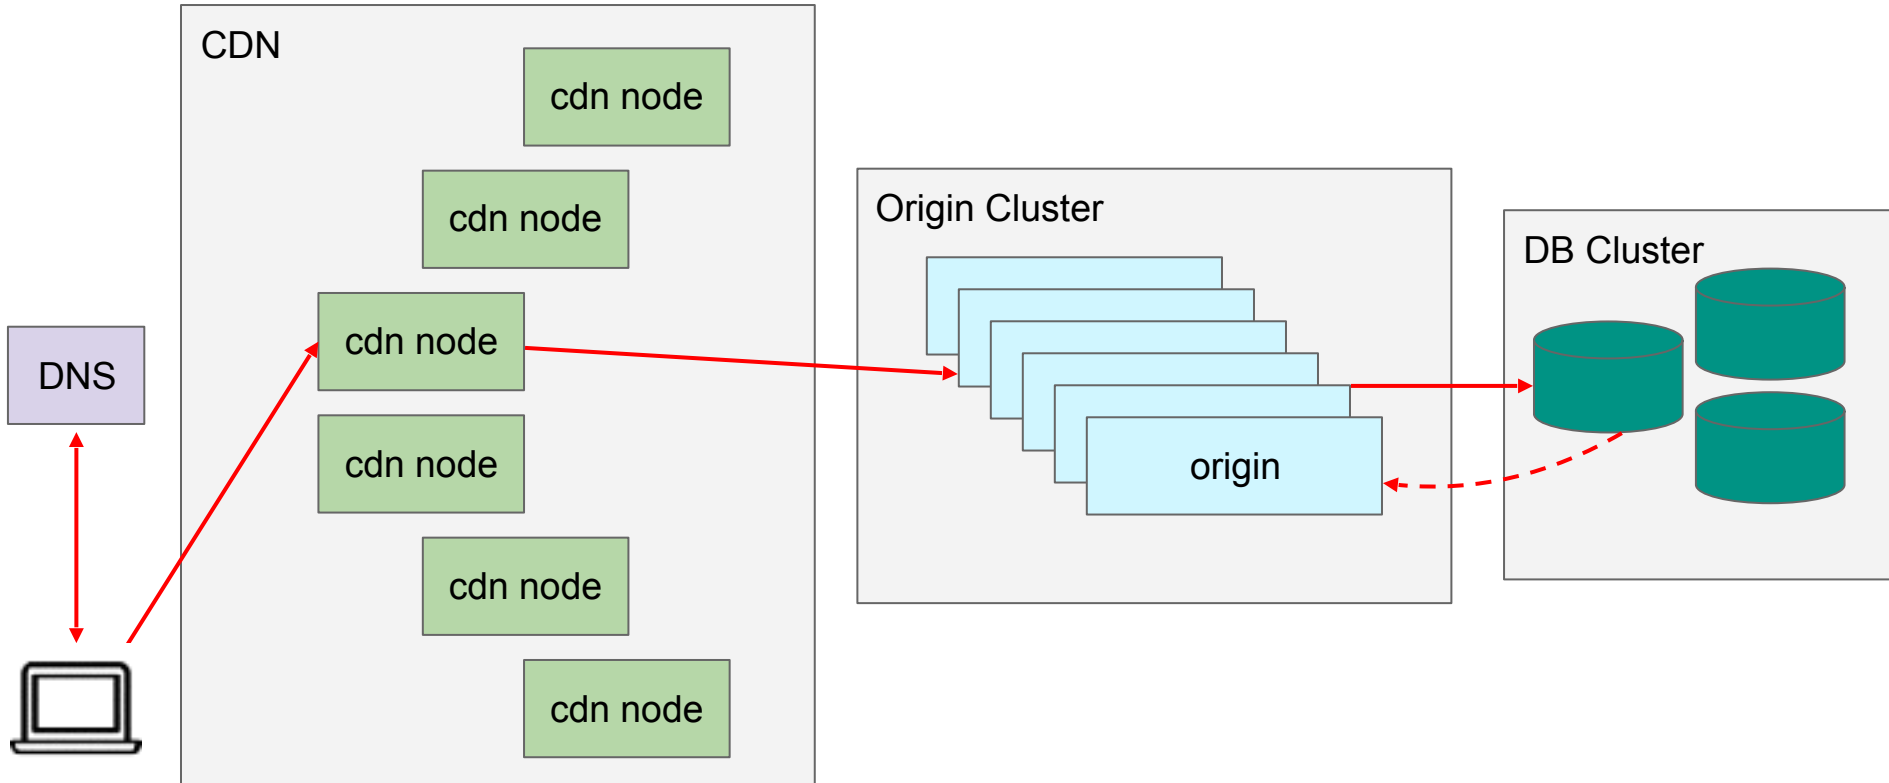 CDN
cdn node
cdn node
cdn node
cdn node
cdn node
cdn node
DNS
Origin Cluster
origin
DB Cluster